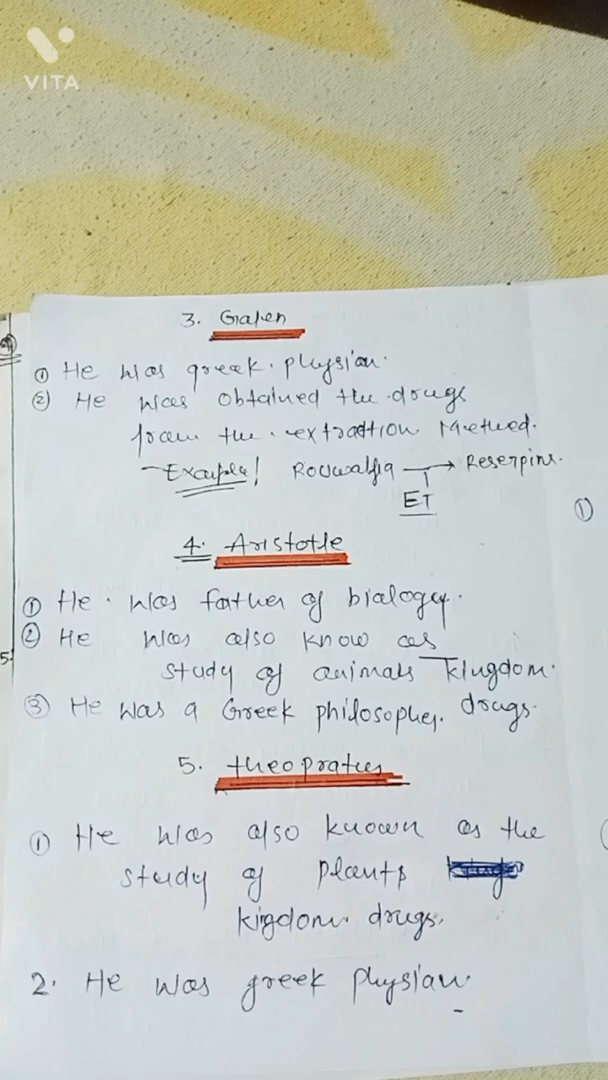 VITA
3. Galen
① He was greek. physian.
② He was obtained the drugs
from the extraction Method.
Example! Rouwalfia → Reserpine.
ET
①
4. Aristotle
① He was father of bialogy.
② He was also know as
5.
study of animals kingdom.
③ He was a Greek philosopher. drugs.
5. theopratus
① He was also known as the
study of plants
kigdom. drugs.
2. He was greek physian.